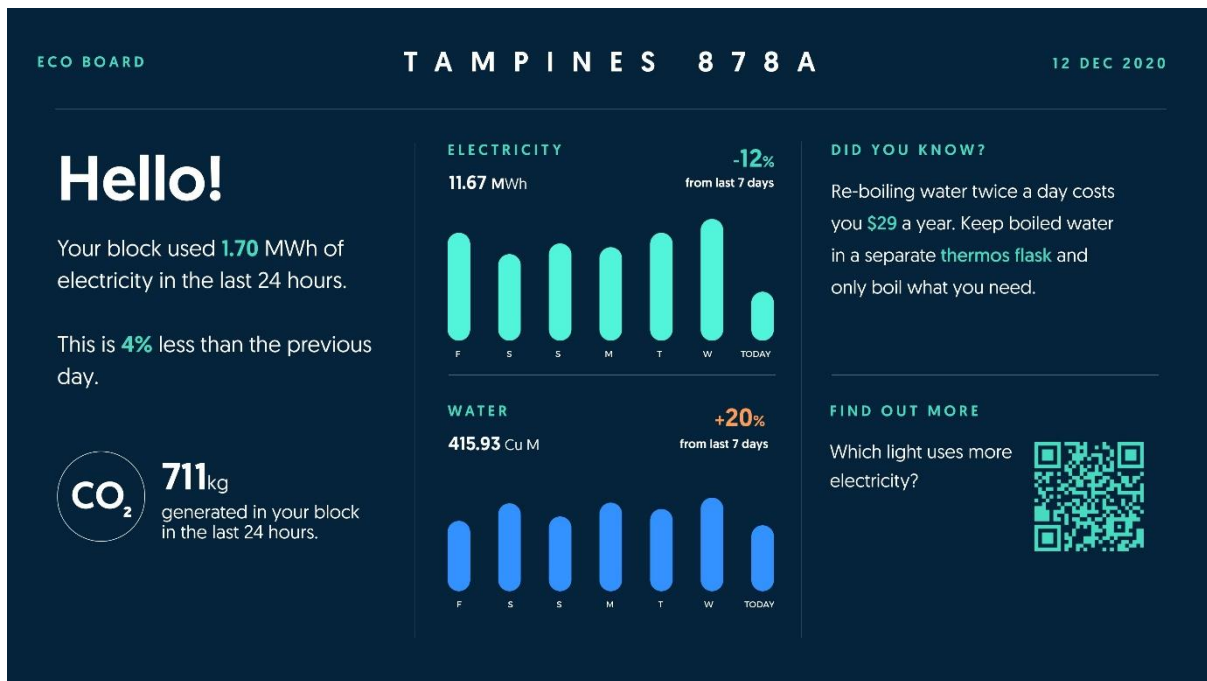 ECO BOARD
TAMPINES 878A
12 DEC 2020
Hello!
Your block used 1.70 MWh of
electricity in the last 24 hours.
This is 4% less than the previous
day.
CO2
711kg
generated in your block
in the last 24 hours.
ELECTRICITY
11.67 MWh
-12%
from last 7 days
F S S M T W TODAY
WATER
415.93 Cu M
+20%
from last 7 days
F S S M T W TODAY
DID YOU KNOW?
Re-boiling water twice a day costs
you $29 a year. Keep boiled water
in a separate thermos flask and
only boil what you need.
FIND OUT MORE
Which light uses more
electricity?